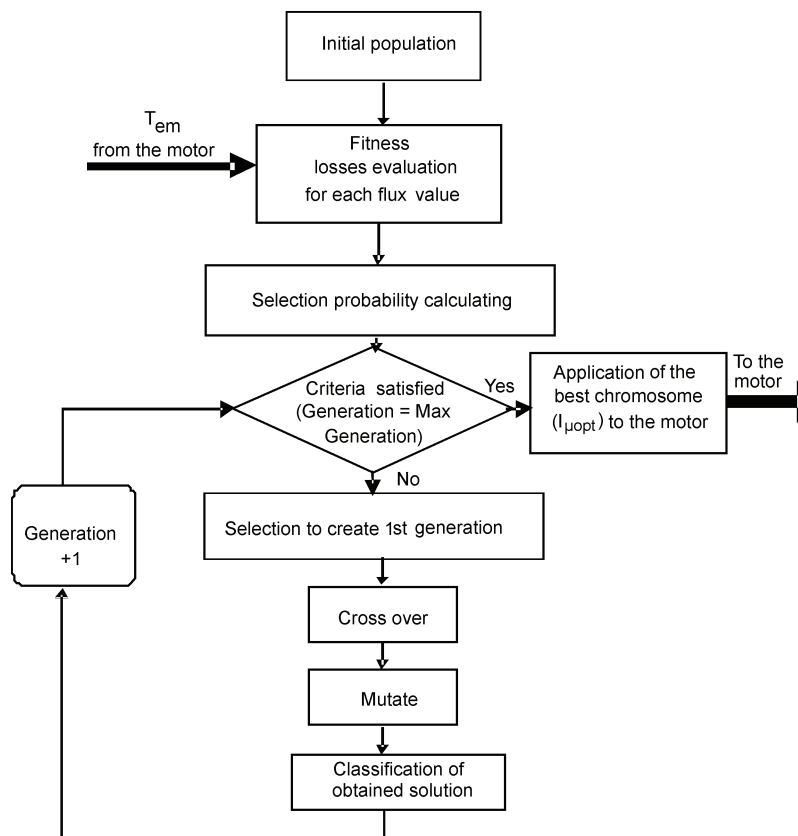 Initial population
Tem
from the motor
Fitness
losses evaluation
for each flux value
Selection probability calculating
Criteria satisfied
(Generation = Max
Generation)
Yes
Application of the
best chromosome
(Iµopt) to the motor
To the
motor
No
Generation
+1
Selection to create 1st generation
Cross over
Mutate
Classification of
obtained solution